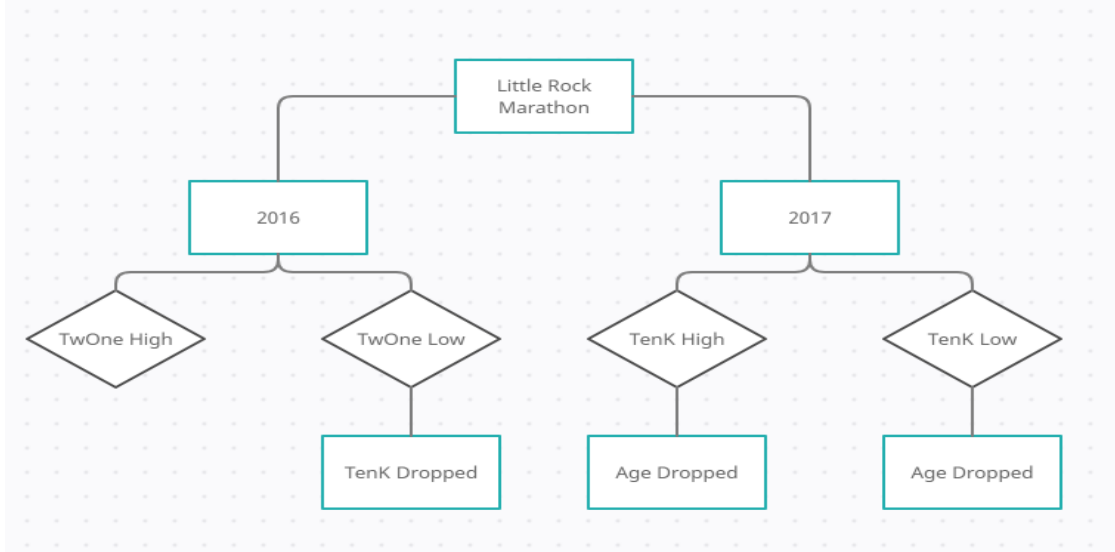 Little Rock
Marathon
2016
2017
TwOne High
TwOne Low
TenK High
TenK Low
TenK Dropped
Age Dropped
Age Dropped